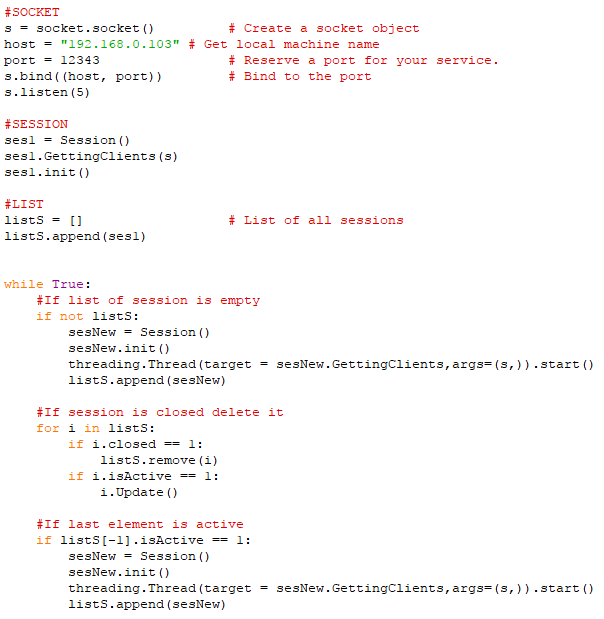 #SOCKET
s = socket.socket()         # Create a socket object
host = "192.168.0.103" # Get local machine name
port = 12343                # Reserve a port for your service.
s.bind((host, port))        # Bind to the port
s.listen(5)

#SESSION
ses1 = Session()
ses1.GettingClients(s)
ses1.init()

#LIST
listS = []                  # List of all sessions
listS.append(ses1)


while True:
    #If list of session is empty
    if not listS:
        sesNew = Session()
        sesNew.init()
        threading.Thread(target = sesNew.GettingClients,args=(s,)).start()
        listS.append(sesNew)

    #If session is closed delete it
    for i in listS:
        if i.closed == 1:
            listS.remove(i)
        if i.isActive == 1:
            i.Update()

    #If last element is active
    if listS[-1].isActive == 1:
        sesNew = Session()
        sesNew.init()
        threading.Thread(target = sesNew.GettingClients,args=(s,)).start()
        listS.append(sesNew)